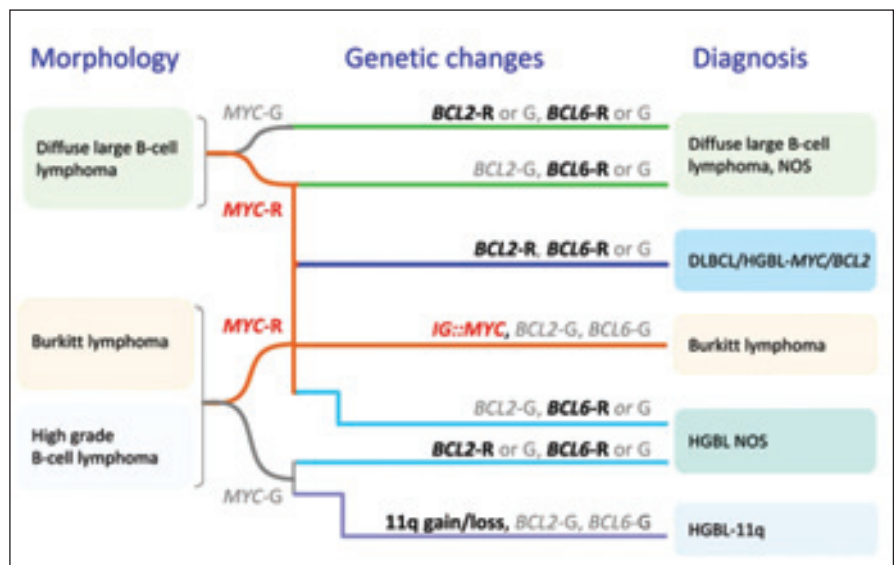 Morphology
Genetic changes
Diagnosis
MYC-G
BCL2-R or G, BCL6-R or G
Diffuse large B-cell
lymphoma
Diffuse large B-cell
lymphoma, NOS
BCL2-G, BCL6-R or G
MYC-R
BCL2-R, BCL6-R or G
DLBCL/HGBL-MYC/BCL2
MYC-R
IG::MYC, BCL2-G, BCL6-G
Burkitt lymphoma
Burkitt lymphoma
BCL2-G, BCL6-R or G
High grade
B-cell lymphoma
HGBL NOS
BCL2-R or G, BCL6-R or G
MYC-G
11q gain/loss, BCL2-G, BCL6-G
HGBL-11q